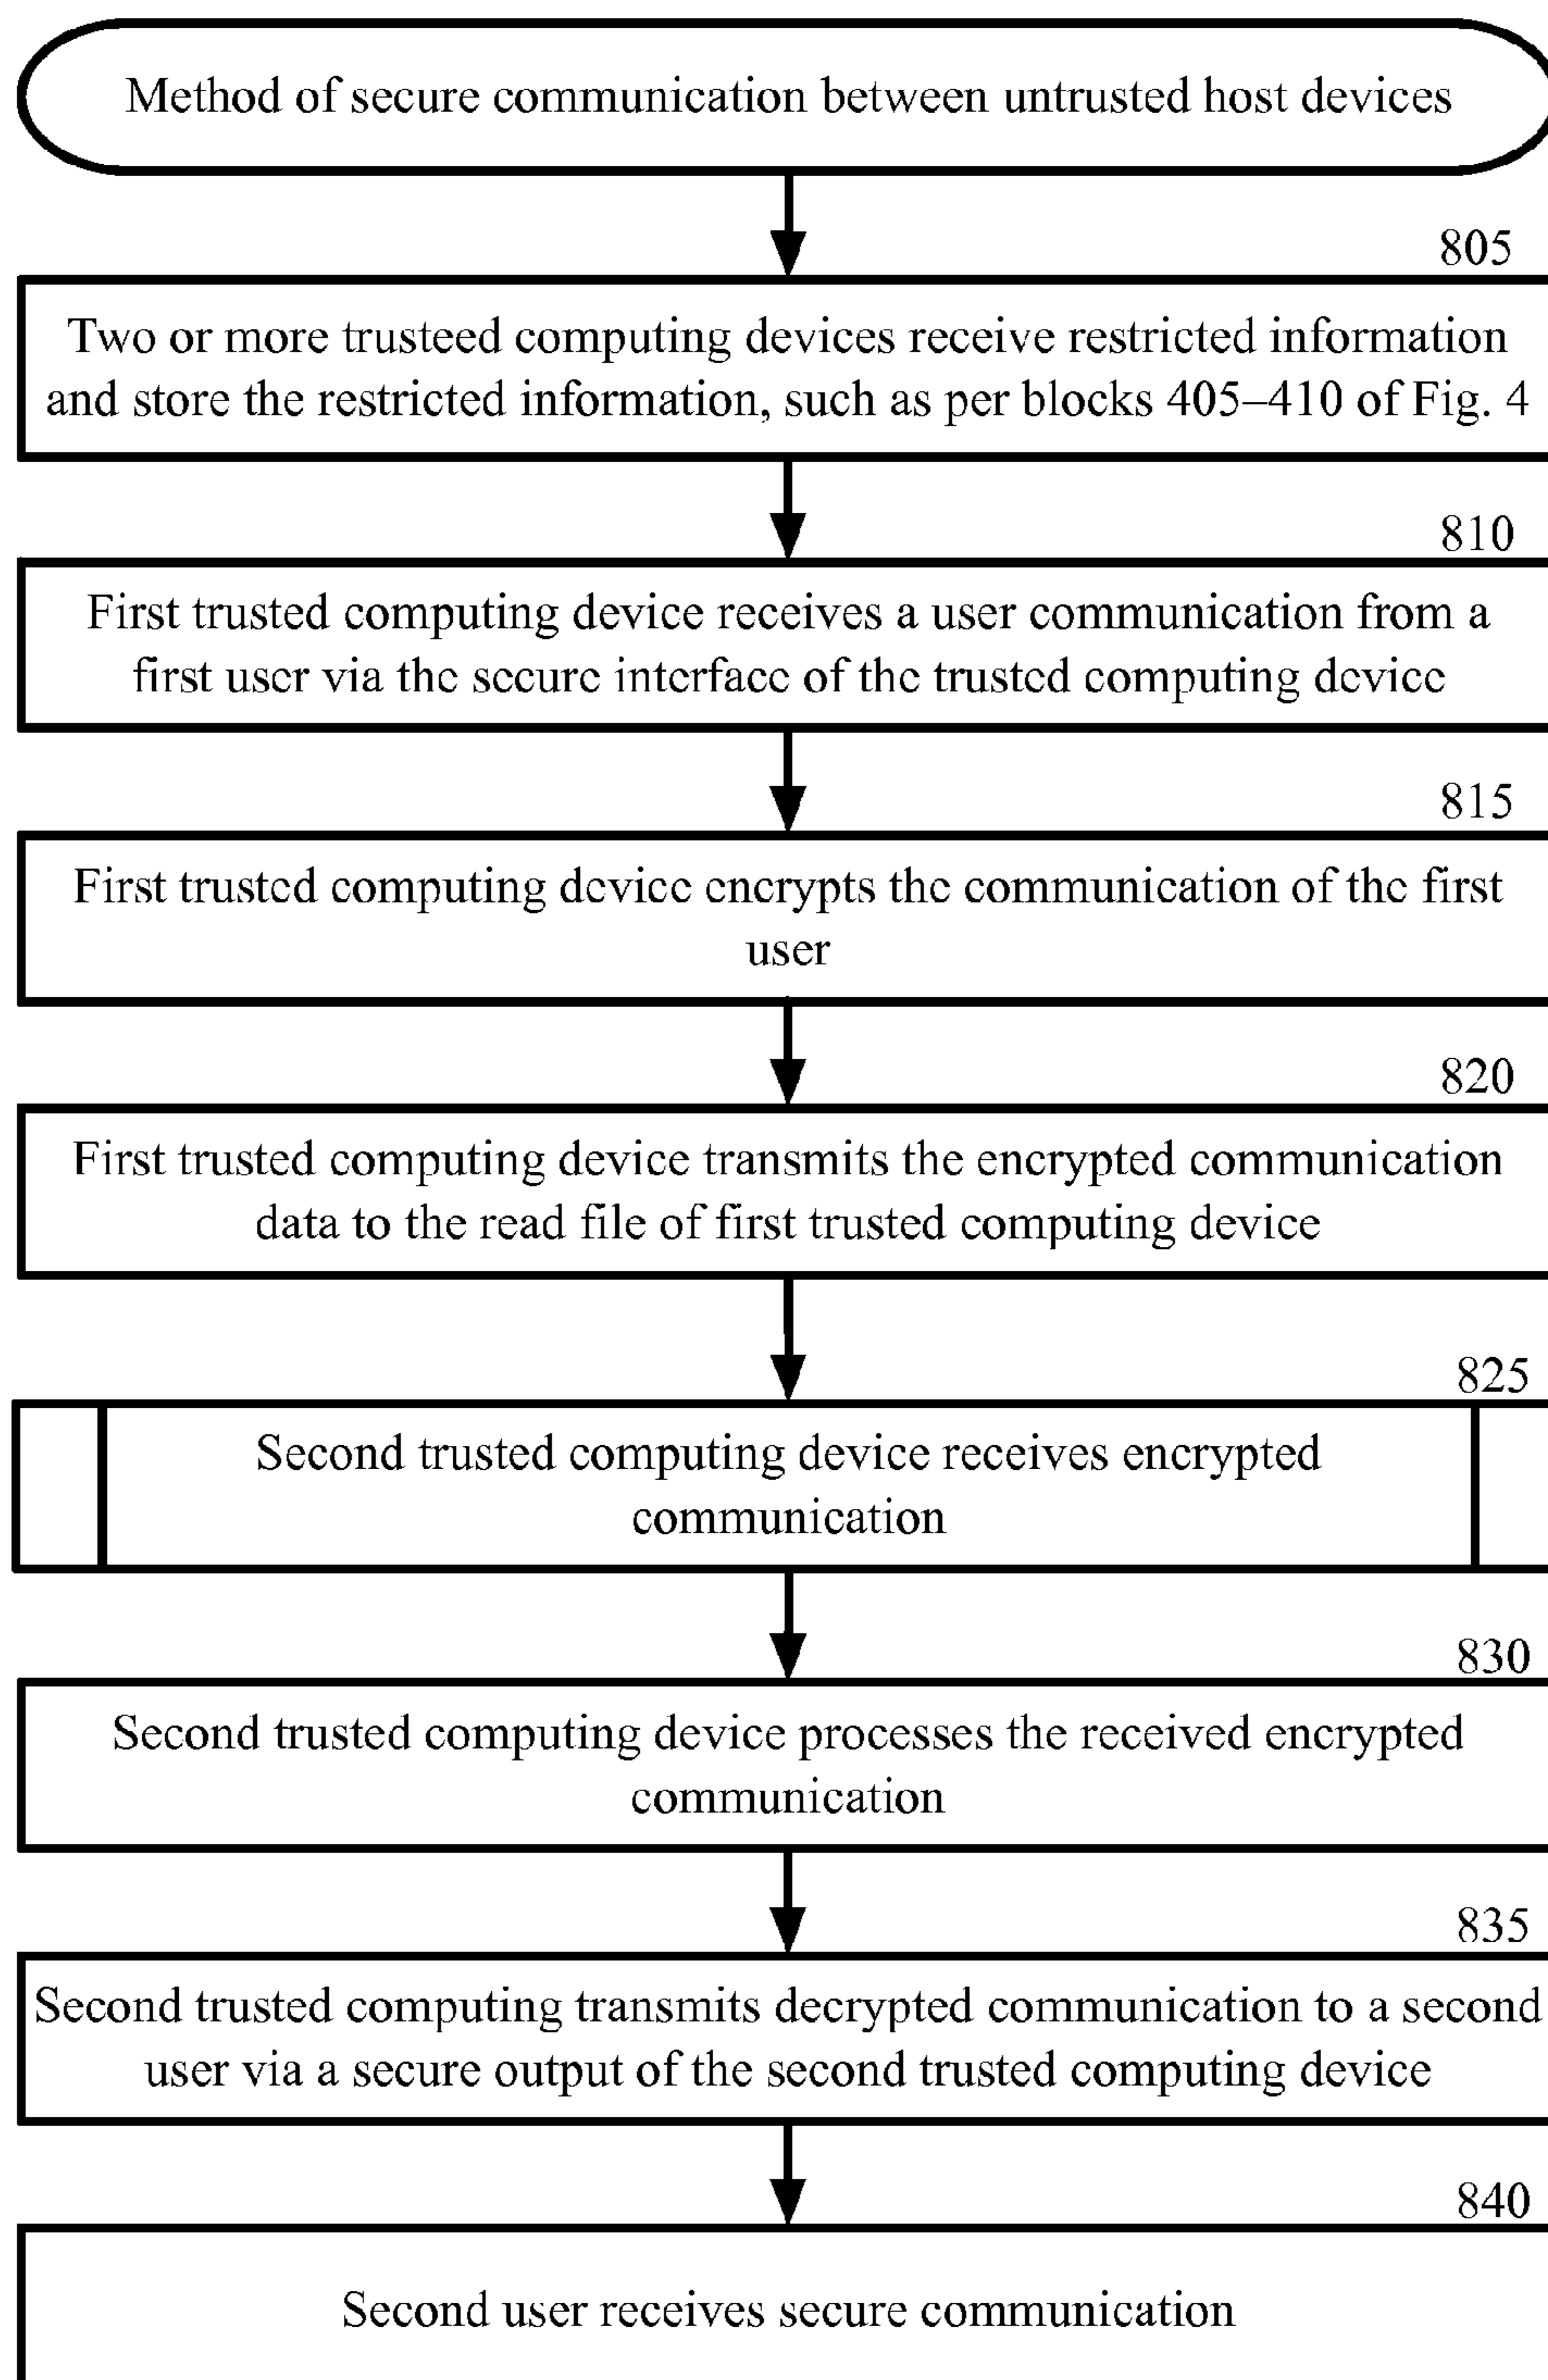 Method of secure communication between untrusted host devices
805
Two or more trusteed computing devices receive restricted information
and store the restricted information, such as per blocks 405–410 of Fig. 4
810
First trusted computing device receives a user communication from a
first user via the secure interface of the trusted computing device
815
First trusted computing device encrypts the communication of the first
user
820
First trusted computing device transmits the encrypted communication
data to the read file of first trusted computing device
825
Second trusted computing device receives encrypted
communication
830
Second trusted computing device processes the received encrypted
communication
835
Second trusted computing transmits decrypted communication to a second
user via a secure output of the second trusted computing device
840
Second user receives secure communication